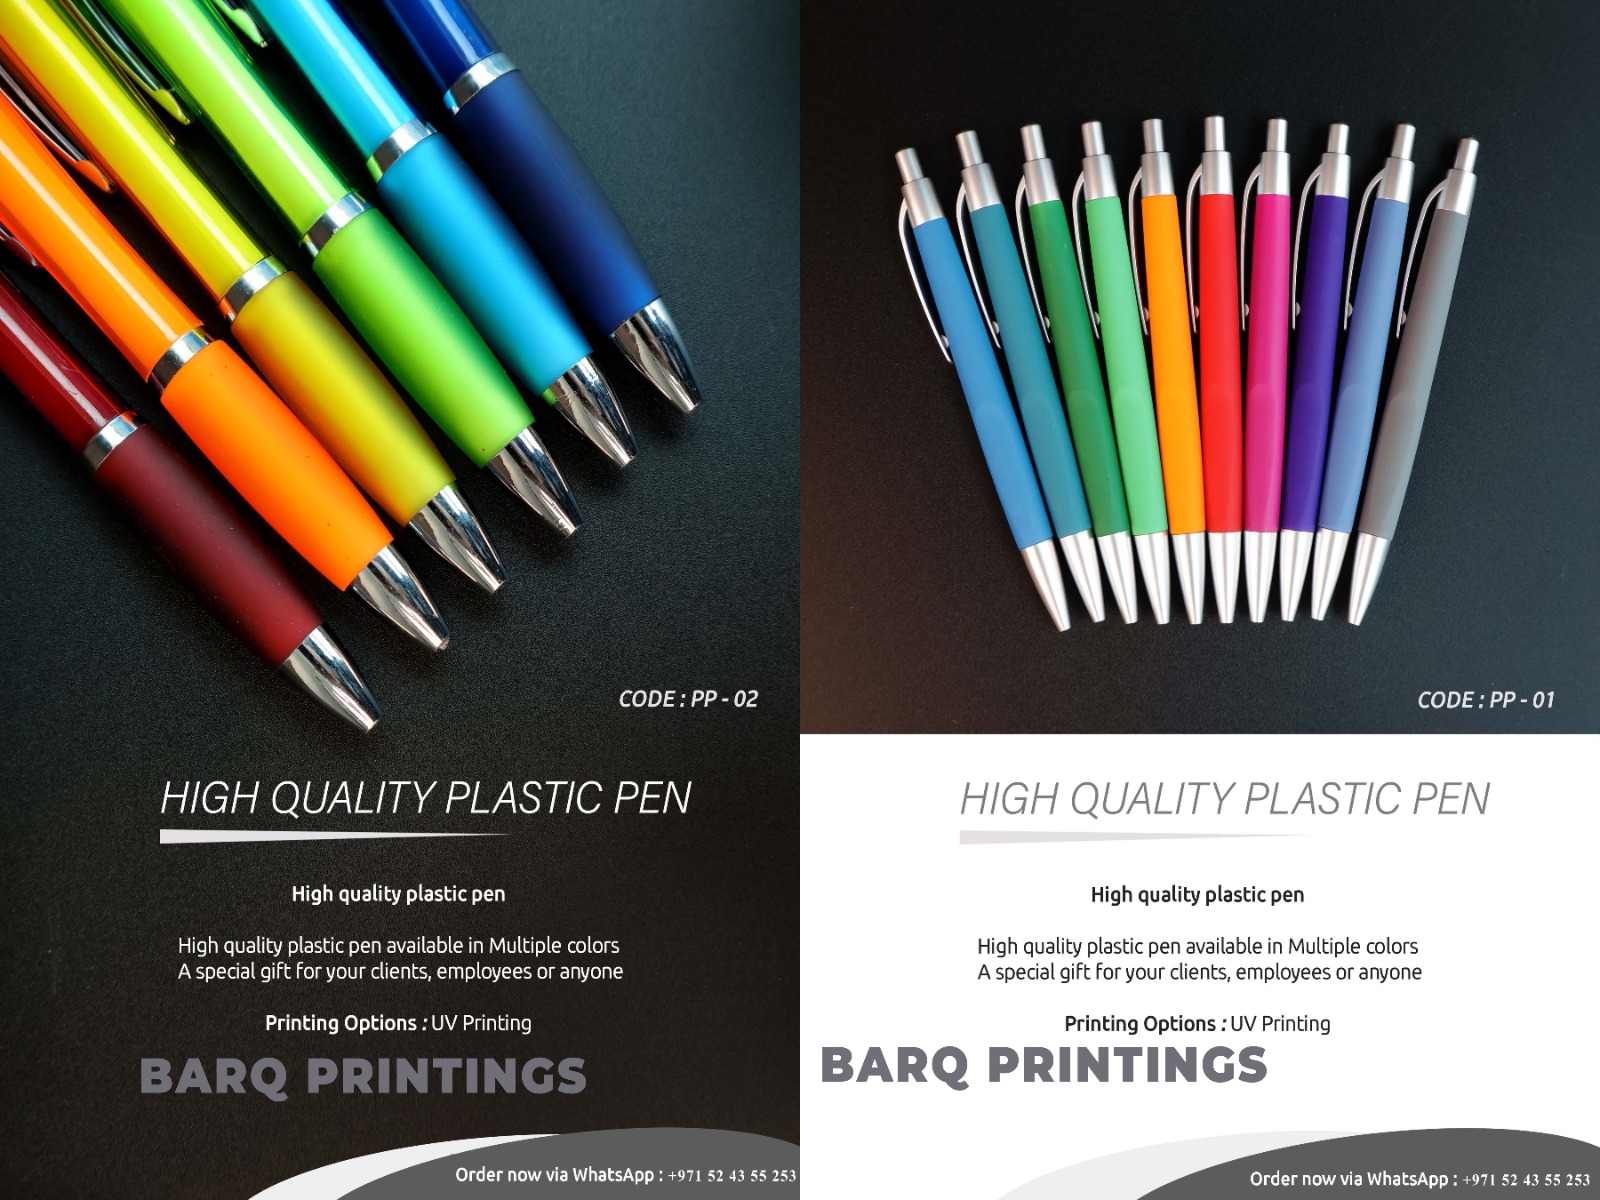 CODE : PP - 02
HIGH QUALITY PLASTIC PEN
High quality plastic pen
High quality plastic pen available in Multiple colors
A special gift for your clients, employees or anyone
Printing Options : UV Printing
BARQ PRINTINGS
Order now via WhatsApp : +971 52 43 55 253
CODE : PP - 01
HIGH QUALITY PLASTIC PEN
High quality plastic pen
High quality plastic pen available in Multiple colors
A special gift for your clients, employees or anyone
Printing Options : UV Printing
BARQ PRINTINGS
Order now via WhatsApp : +971 52 43 55 253